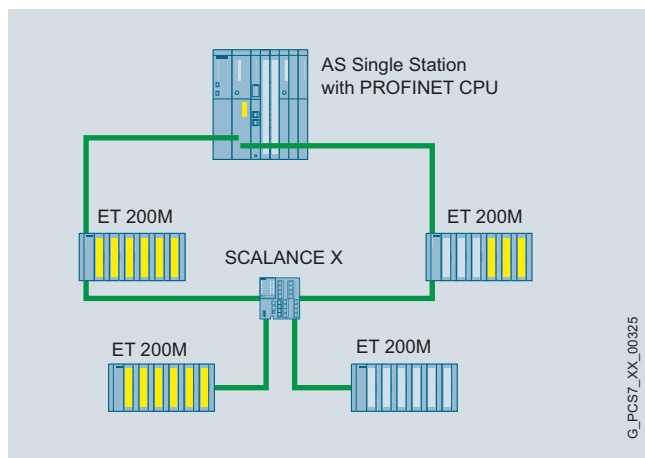 AS Single Station
with PROFINET CPU
ET 200M
ET 200M
SCALANCE X
ET 200M
ET 200M
G_PCS7_XX_00325